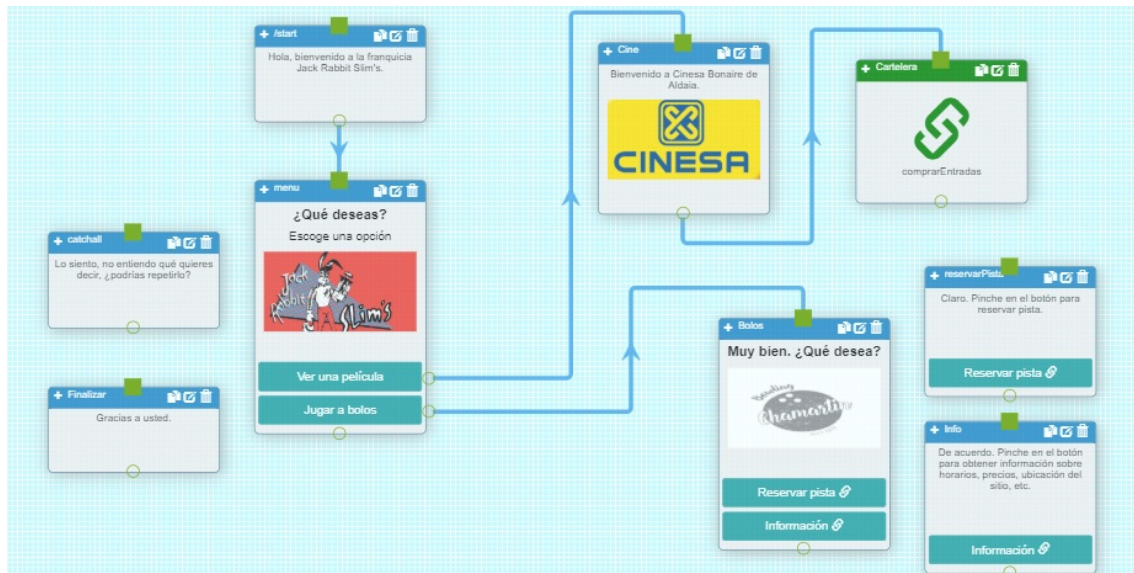 /start
Hola, bienvenido a la franquicia
Jack Rabbit Slim's.
menu
¿Qué deseas?
Escoge una opción
Jack
Rabbit
Slim's
Ver una película
Jugar a bolos
catchall
Lo siento, no entiendo qué quieres
decir, ¿podrías repetirlo?
Finalizar
Gracias a usted.
Cine
Bienvenido a Cinesa Bonaire de
Aldaia.
CINESA
Cartelera
comprarEntradas
Bolos
Muy bien. ¿Qué desea?
Bowling
Chamartín
Reservar pista
Información
reservarPista
Claro. Pinche en el botón para
reservar pista.
Reservar pista
Info
De acuerdo. Pinche en el botón
para obtener información sobre
horarios, precios, ubicación del
sitio, etc.
Información